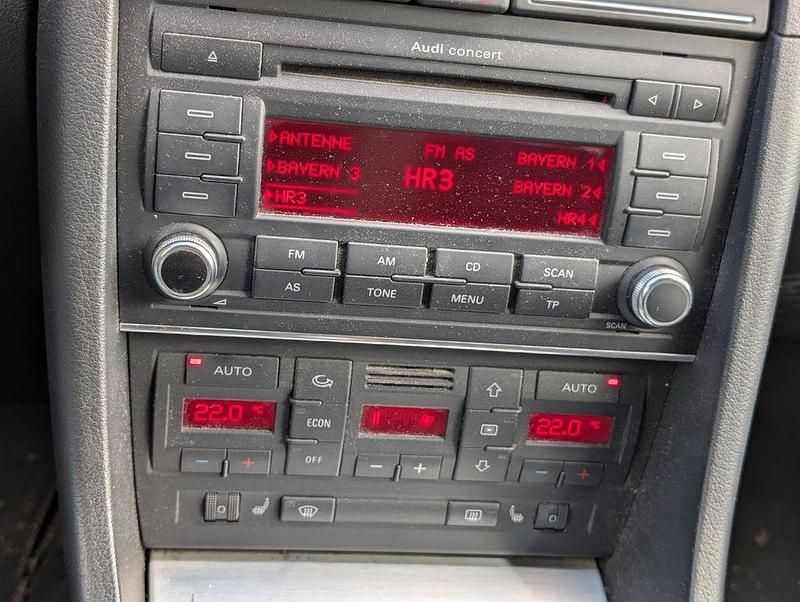 Audi concert
ANTENNE
FM AS
BAYERN 1
BAYERN 3
HR3
BAYERN 2
HR3
HR4
FM
AM
CD
SCAN
AS
TONE
MENU
TP
SCAN
AUTO
AUTO
22.0 °C
22.0 °C
ECON
OFF